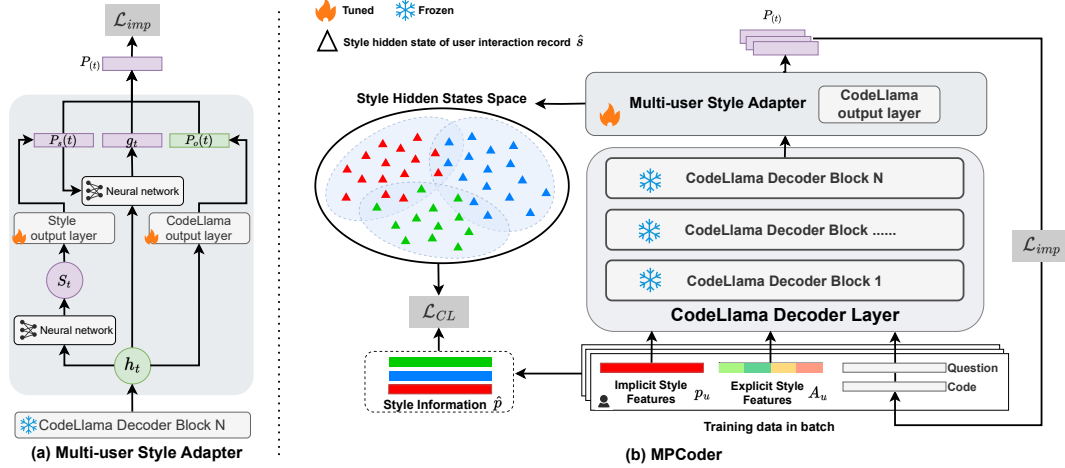 ℒ_imp
P_(t)
P_s(t)
g_t
P_o(t)
Neural network
Style
output layer
CodeLlama
output layer
S_t
Neural network
h_t
CodeLlama Decoder Block N
(a) Multi-user Style Adapter
Tuned
Frozen
Style hidden state of user interaction record ŝ
Style Hidden States Space
ℒ_CL
Style Information p̂
P_(t)
Multi-user Style Adapter
CodeLlama
output layer
CodeLlama Decoder Block N
CodeLlama Decoder Block ......
CodeLlama Decoder Block 1
CodeLlama Decoder Layer
ℒ_imp
Implicit Style
Features p_u
Explicit Style
Features A_u
Question
Code
Training data in batch
(b) MPCoder